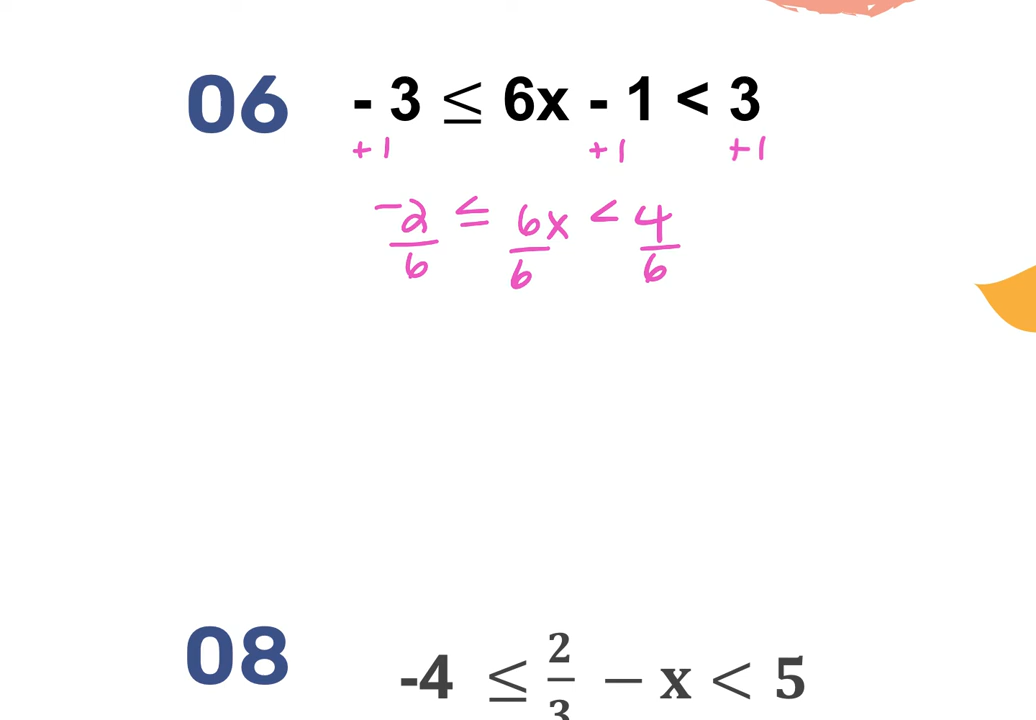 06 - 3 ≤ 6x - 1 < 3
+1 +1 +1
-2/6 ≤ 6x/6 < 4/6
08 -4 ≤ 2/3 − x < 5